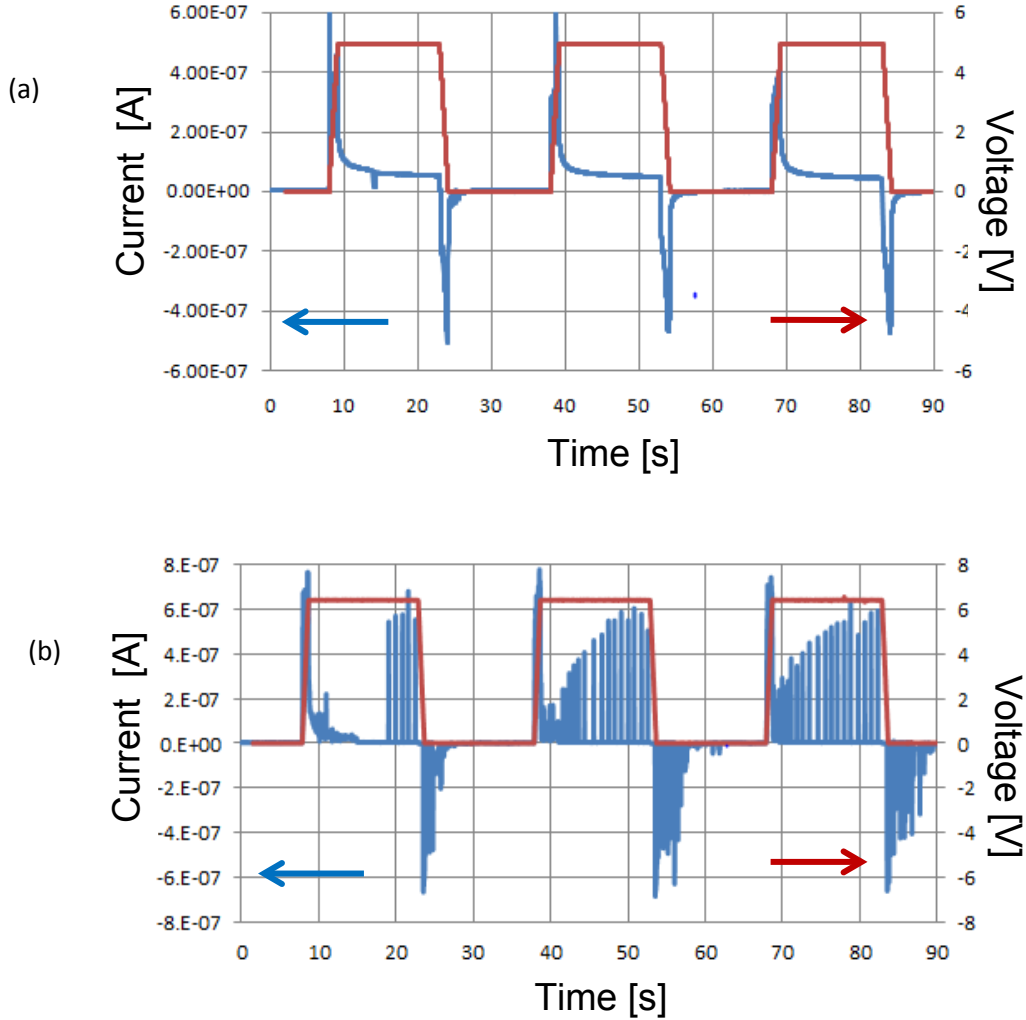 (a)
Current [A]
6.00E-07
4.00E-07
2.00E-07
0.00E+00
-2.00E-07
-4.00E-07
-6.00E-07
6
4
2
0
-2
-4
-6
Voltage [V]
0 10 20 30 40 50 60 70 80 90
Time [s]
(b)
Current [A]
8.E-07
6.E-07
4.E-07
2.E-07
0.E+00
-2.E-07
-4.E-07
-6.E-07
-8.E-07
8
6
4
2
0
-2
-4
-6
-8
Voltage [V]
0 10 20 30 40 50 60 70 80 90
Time [s]